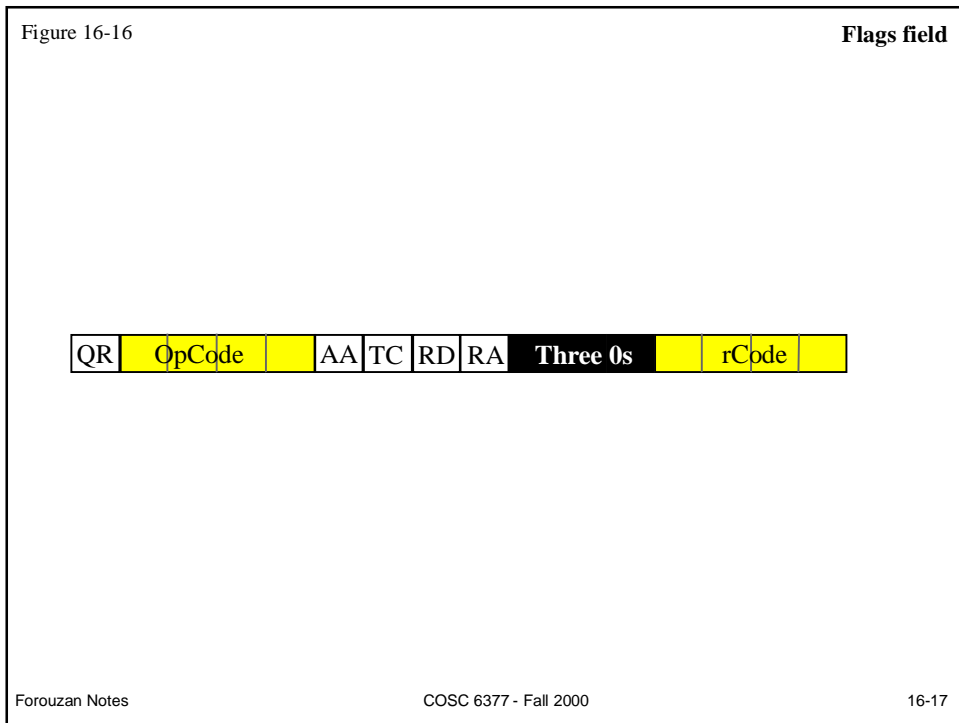 Figure 16-16 Flags field
QR OpCode AA TC RD RA Three 0s rCode
Forouzan Notes COSC 6377 - Fall 2000 16-17